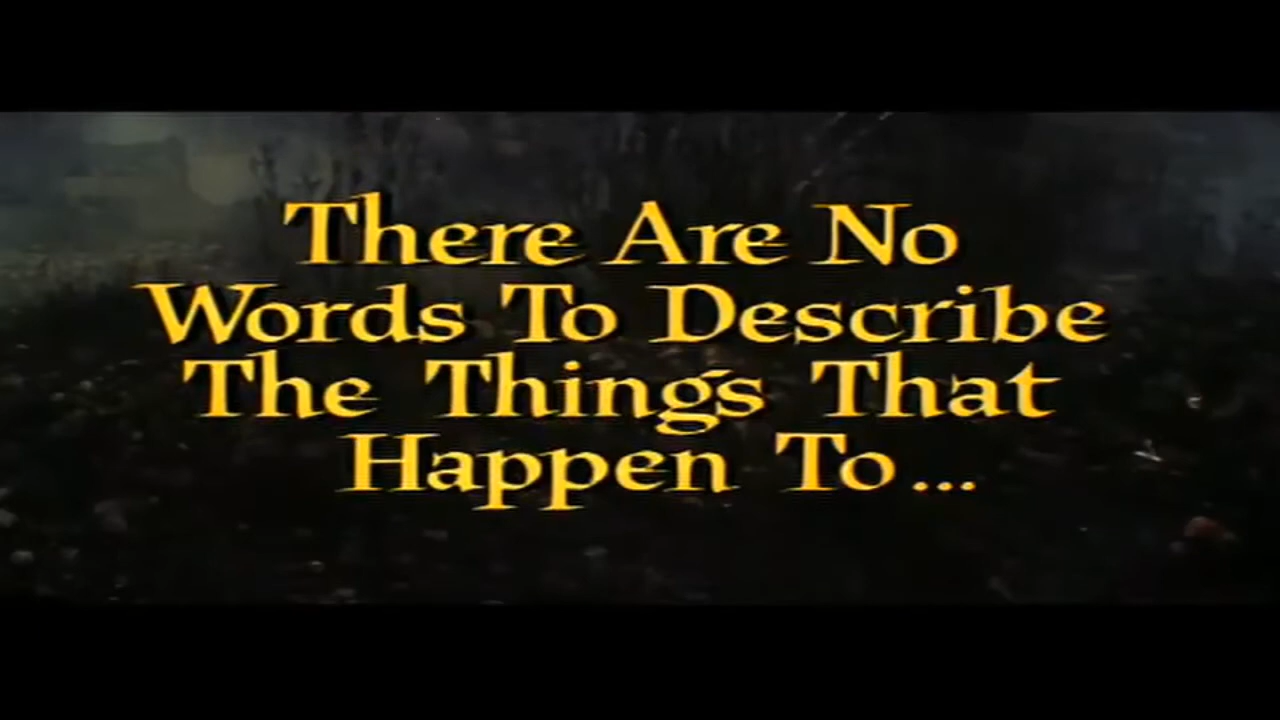 There Are No
Words To Describe
The Things That
Happen To...